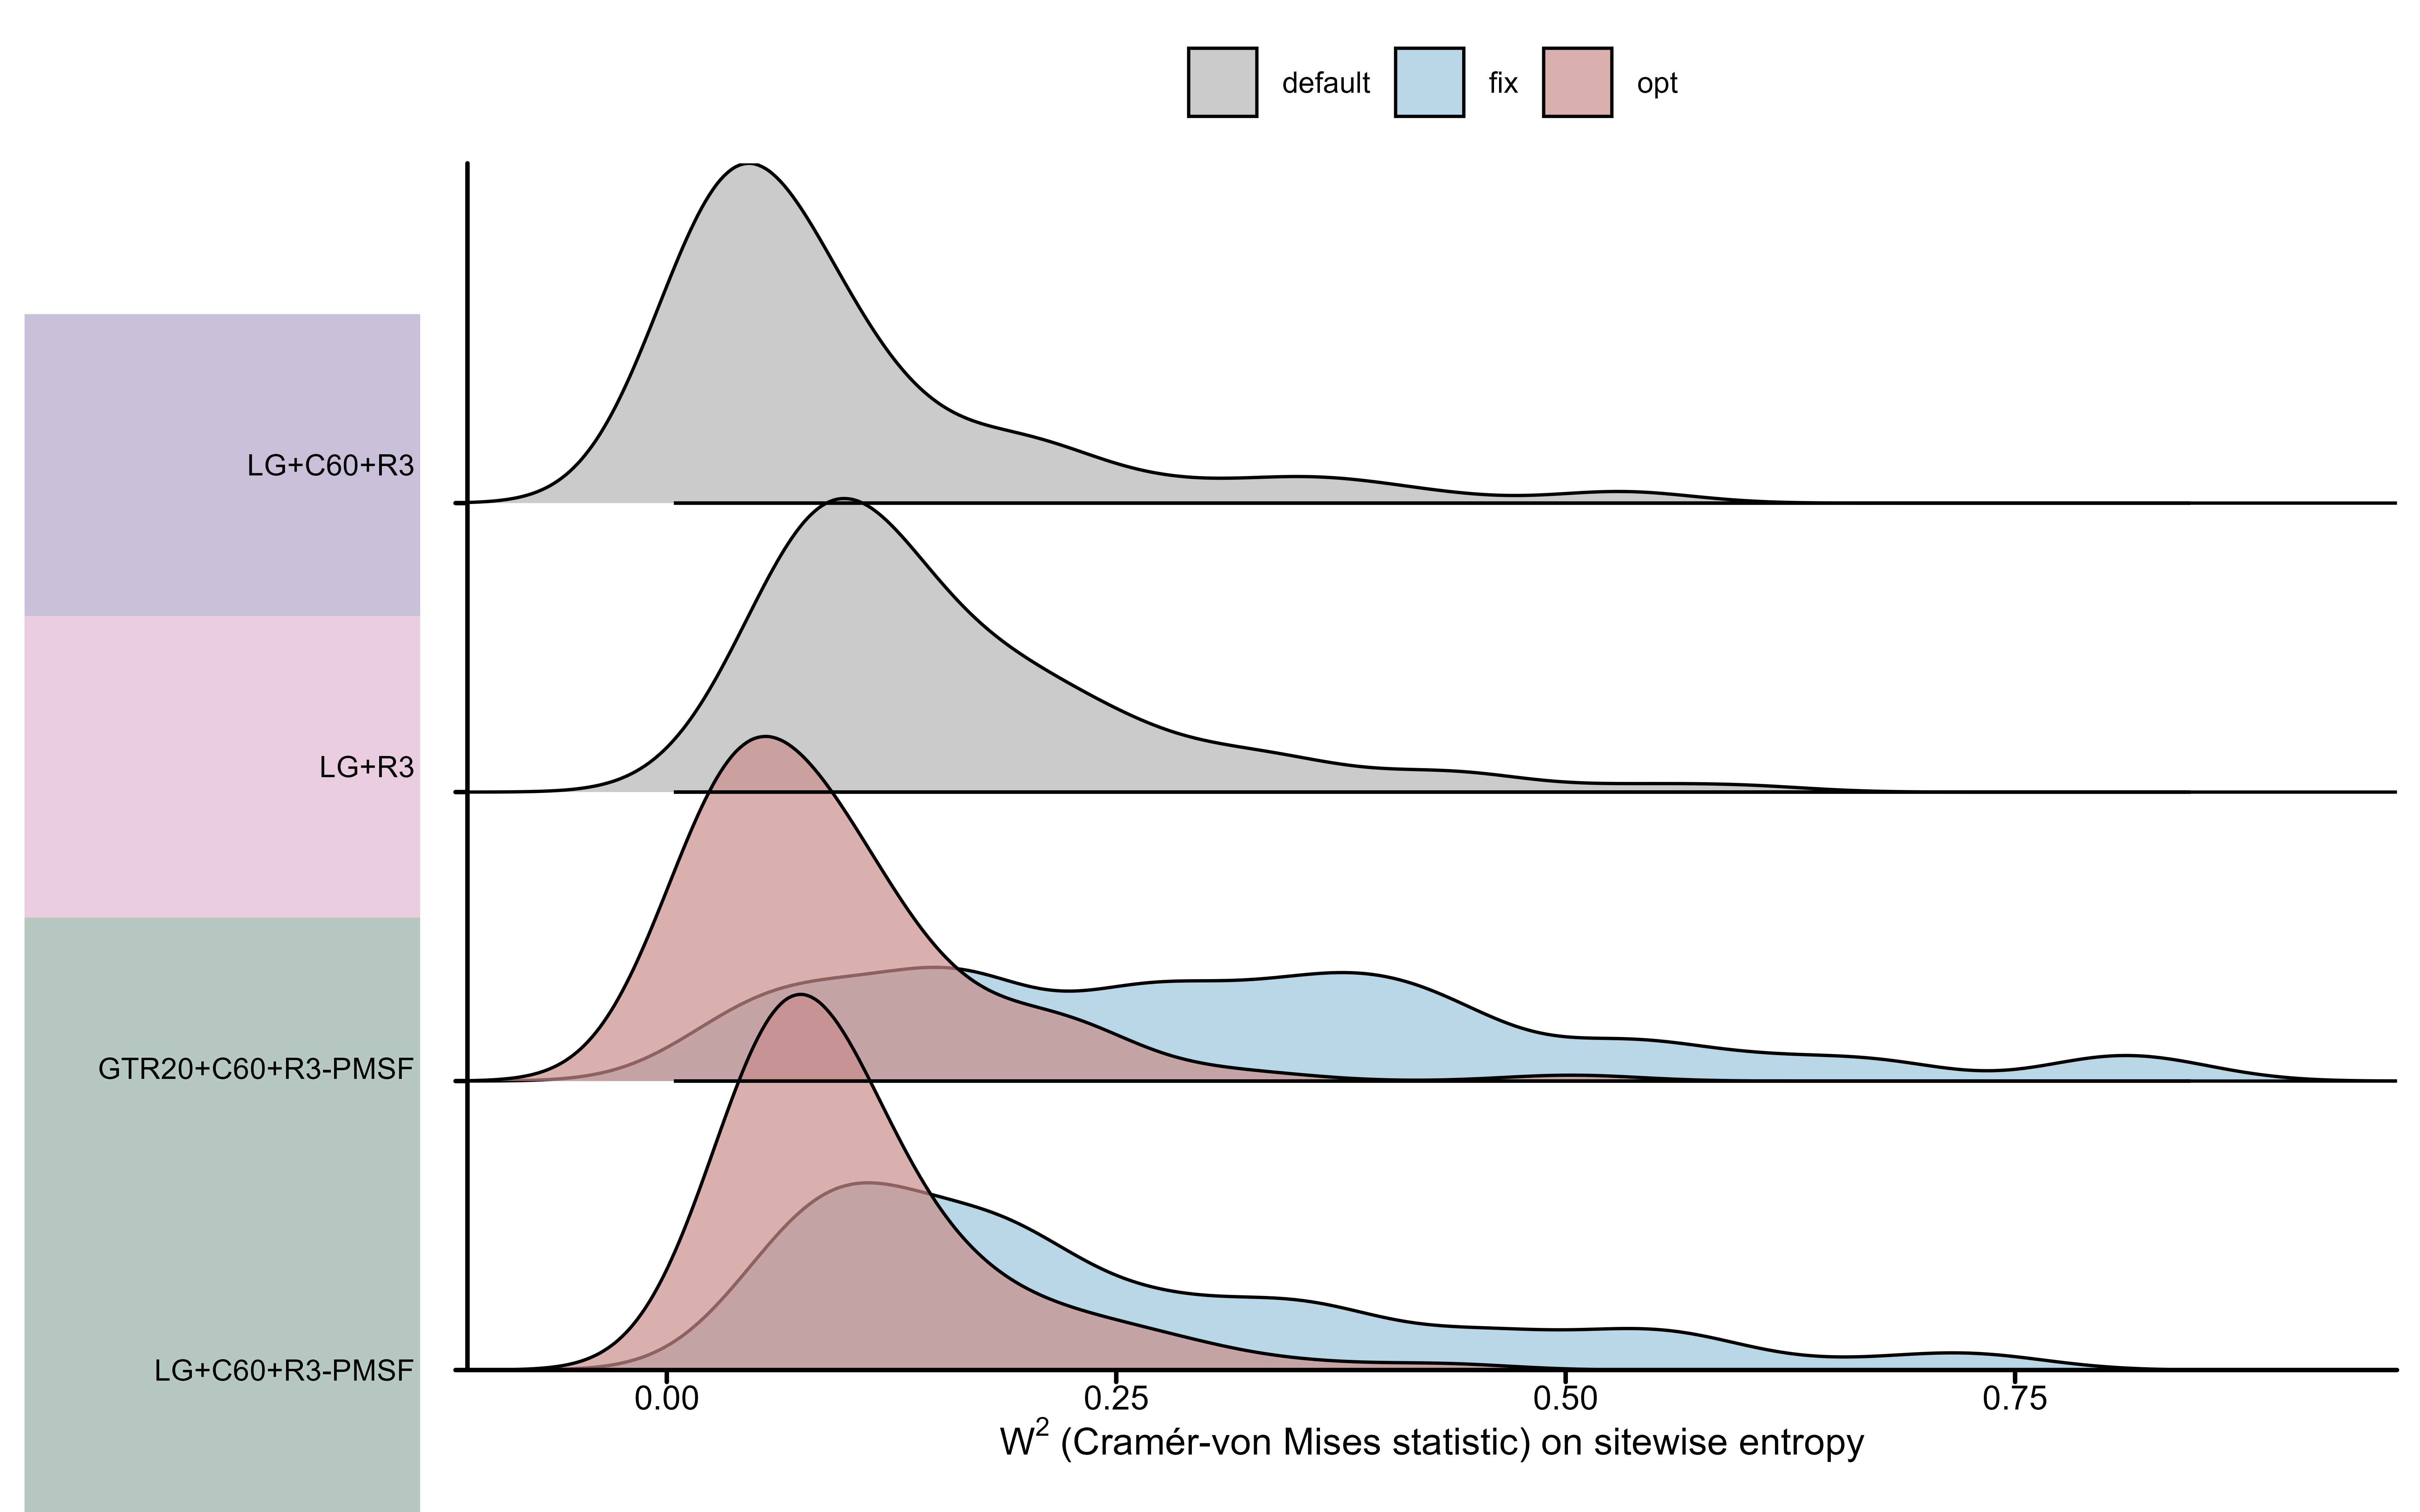 default fix opt
LG+C60+R3
LG+R3
GTR20+C60+R3-PMSF
LG+C60+R3-PMSF
0.00 0.25 0.50 0.75
W² (Cramér-von Mises statistic) on sitewise entropy